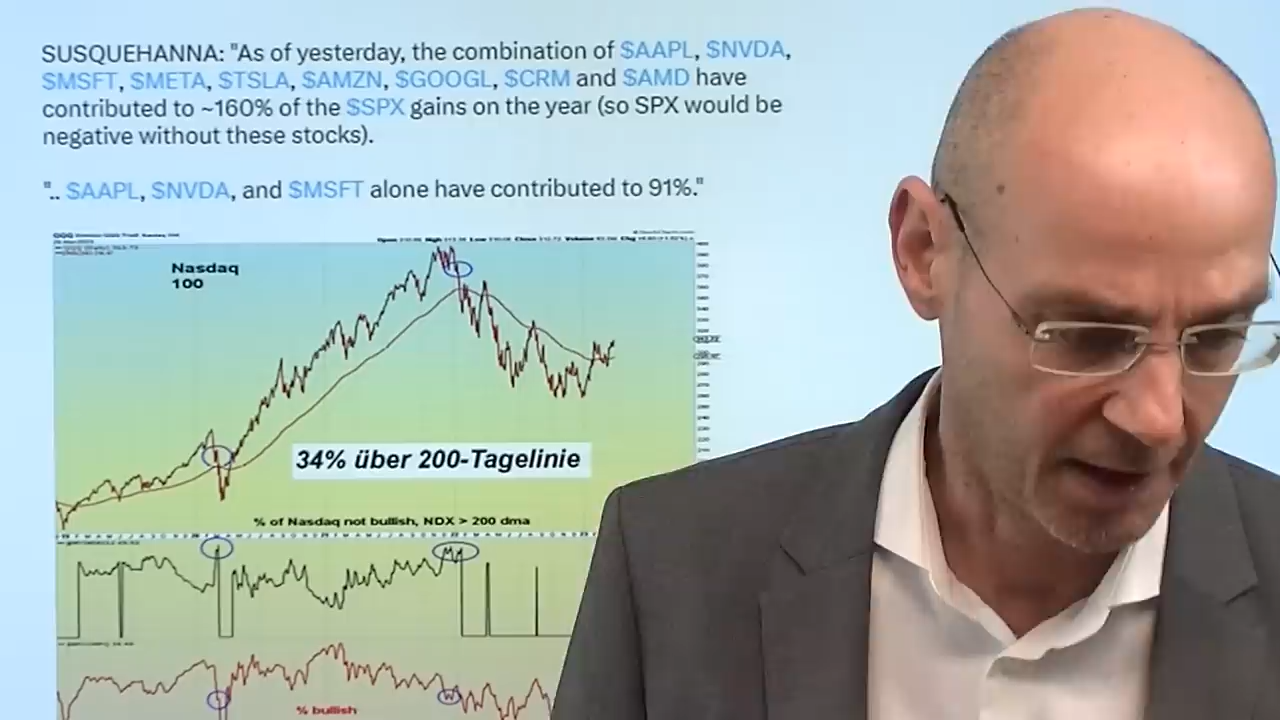 SUSQUEHANNA: "As of yesterday, the combination of $AAPL, $NVDA,
$MSFT, $META, $TSLA, $AMZN, $GOOGL, $CRM and $AMD have
contributed to ~160% of the $SPX gains on the year (so SPX would be
negative without these stocks).
".. $AAPL, $NVDA, and $MSFT alone have contributed to 91%."
Nasdaq
100
34% über 200-Tagelinie
% of Nasdaq not bullish, NDX > 200 dma
% bullish